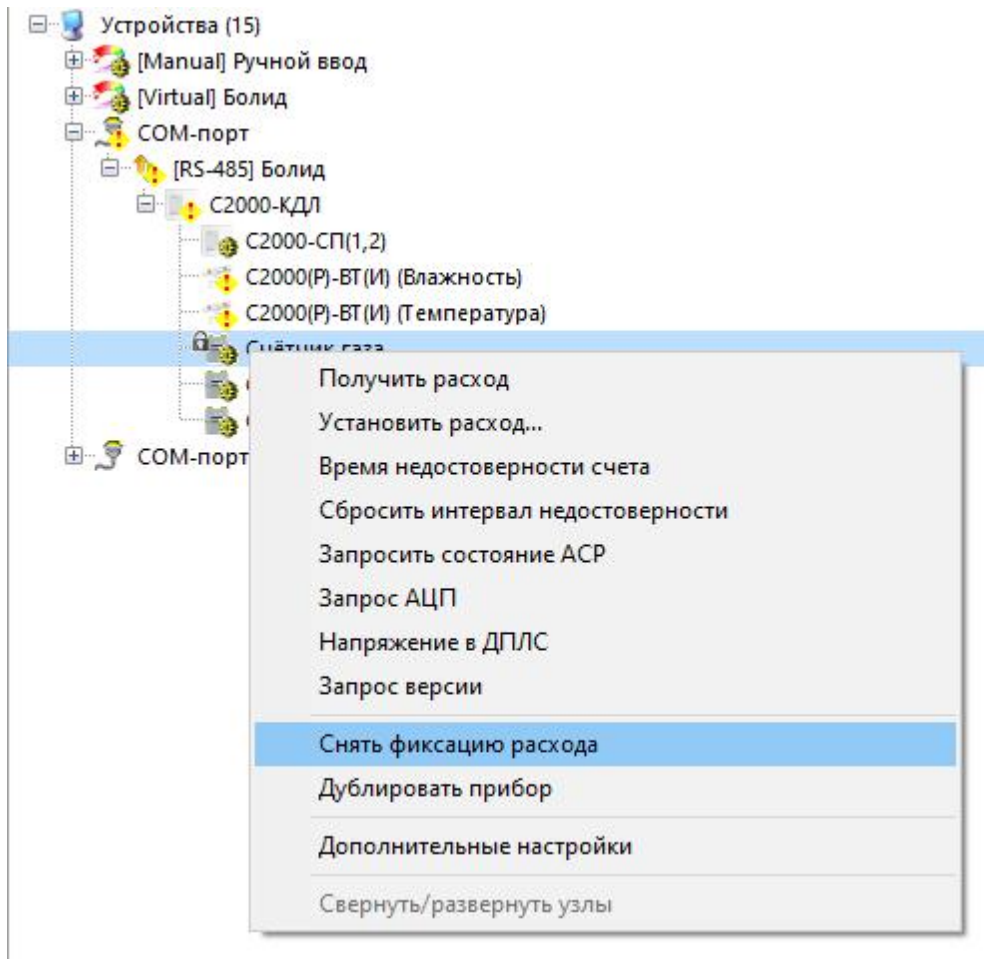 Устройства (15)
[Manual] Ручной ввод
[Virtual] Болид
COM-порт
[RS-485] Болид
С2000-КДЛ
С2000-СП(1,2)
С2000(Р)-ВТ(И) (Влажность)
С2000(Р)-ВТ(И) (Температура)
Счётчик газа
COM-порт
Получить расход
Установить расход...
Время недостоверности счета
Сбросить интервал недостоверности
Запросить состояние АСР
Запрос АЦП
Напряжение в ДПЛС
Запрос версии
Снять фиксацию расхода
Дублировать прибор
Дополнительные настройки
Свернуть/развернуть узлы